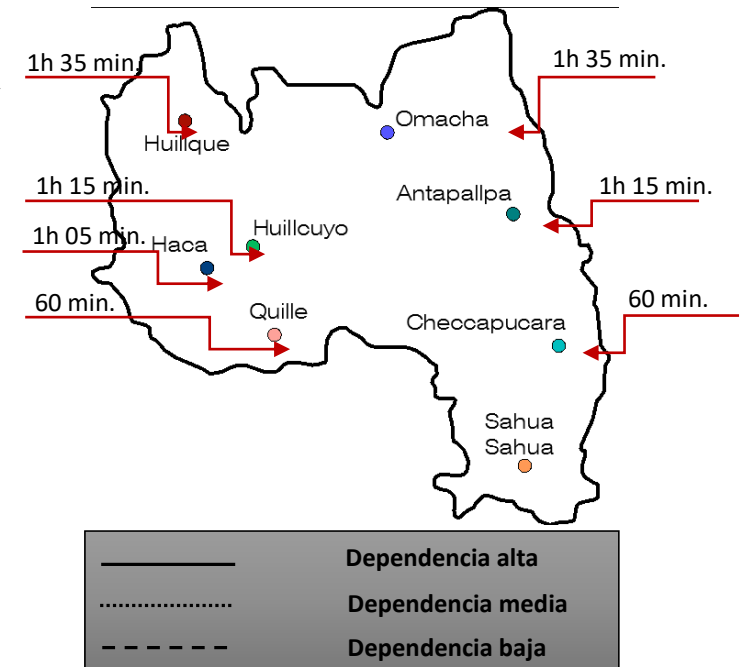 1h 35 min.
1h 35 min.
Omacha
Huillque
1h 15 min.
Antapallpa
1h 15 min.
Huillcuyo
1h 05 min.
Haca
60 min.
Quille
Checcapucara
60 min.
Sahua
Sahua
Dependencia alta
Dependencia media
Dependencia baja